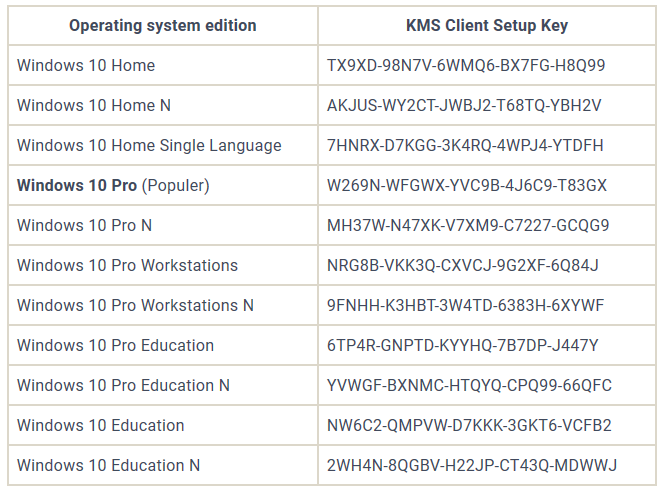 Operating system edition KMS Client Setup Key
Windows 10 Home TX9XD-98N7V-6WMQ6-BX7FG-H8Q99
Windows 10 Home N AKJUS-WY2CT-JWBJ2-T68TQ-YBH2V
Windows 10 Home Single Language 7HNRX-D7KGG-3K4RQ-4WPJ4-YTDFH
Windows 10 Pro (Populer) W269N-WFGWX-YVC9B-4J6C9-T83GX
Windows 10 Pro N MH37W-N47XK-V7XM9-C7227-GCQG9
Windows 10 Pro Workstations NRG8B-VKK3Q-CXVCJ-9G2XF-6Q84J
Windows 10 Pro Workstations N 9FNHH-K3HBT-3W4TD-6383H-6XYWF
Windows 10 Pro Education 6TP4R-GNPTD-KYYHQ-7B7DP-J447Y
Windows 10 Pro Education N YVWGF-BXNMC-HTQYQ-CPQ99-66QFC
Windows 10 Education NW6C2-QMPVW-D7KKK-3GKT6-VCFB2
Windows 10 Education N 2WH4N-8QGBV-H22JP-CT43Q-MDWWJ